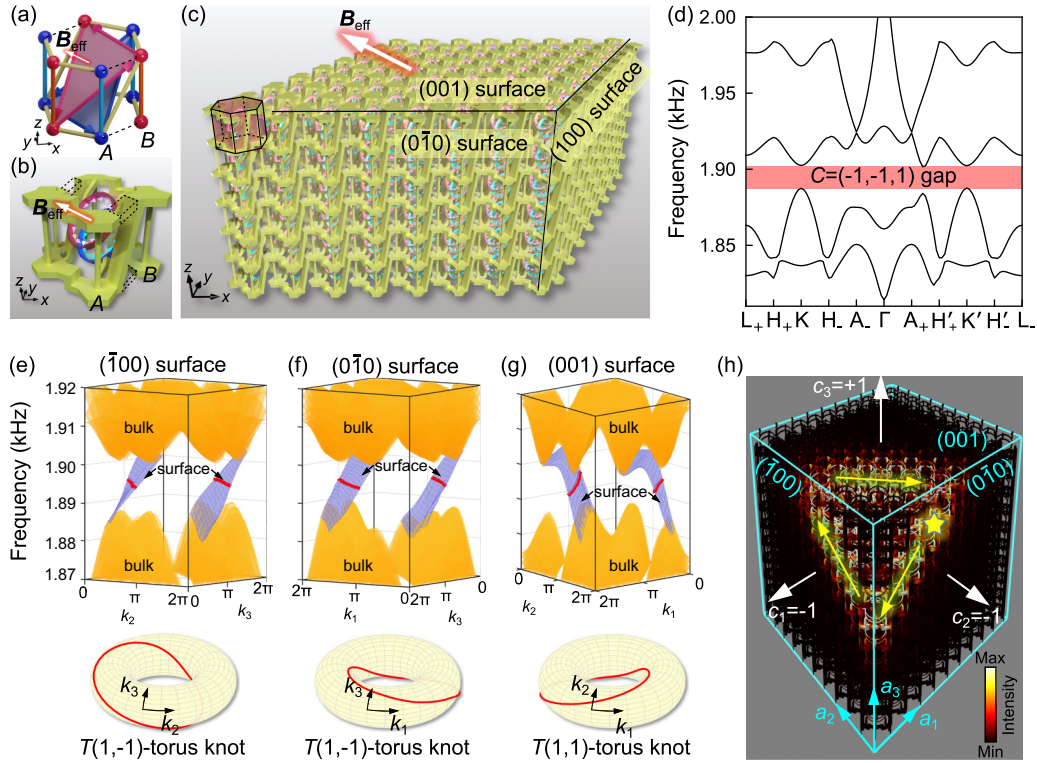 (a)
B_eff
z
y
x
A
B
(b)
B_eff
z
y
x
A
B
(c)
B_eff
(001) surface
(01̄0) surface
(100) surface
z
y
x
(d)
2.00
1.95
1.90
1.85
Frequency (kHz)
C=(-1,-1,1) gap
L₊ H₊ K H₋ A₋ Γ A₊ H′₊ K′ H′₋ L₋
(e) (1̄00) surface
1.92
1.91
1.90
1.89
1.88
1.87
Frequency (kHz)
bulk
surface
bulk
0 π 2π 0 π 2π
k₂ k₃
k₃
k₂
T(1,-1)-torus knot
(f) (01̄0) surface
bulk
surface
bulk
0 π 2π 0 π 2π
k₁ k₃
k₃
k₁
T(1,-1)-torus knot
(g) (001) surface
bulk
surface
bulk
0 π 2π π 0
k₂ k₁
k₂
k₁
T(1,1)-torus knot
(h)
c₃=+1
(001)
(1̄00)
(01̄0)
c₁=-1
c₂=-1
a₃
a₂
a₁
Max
Intensity
Min